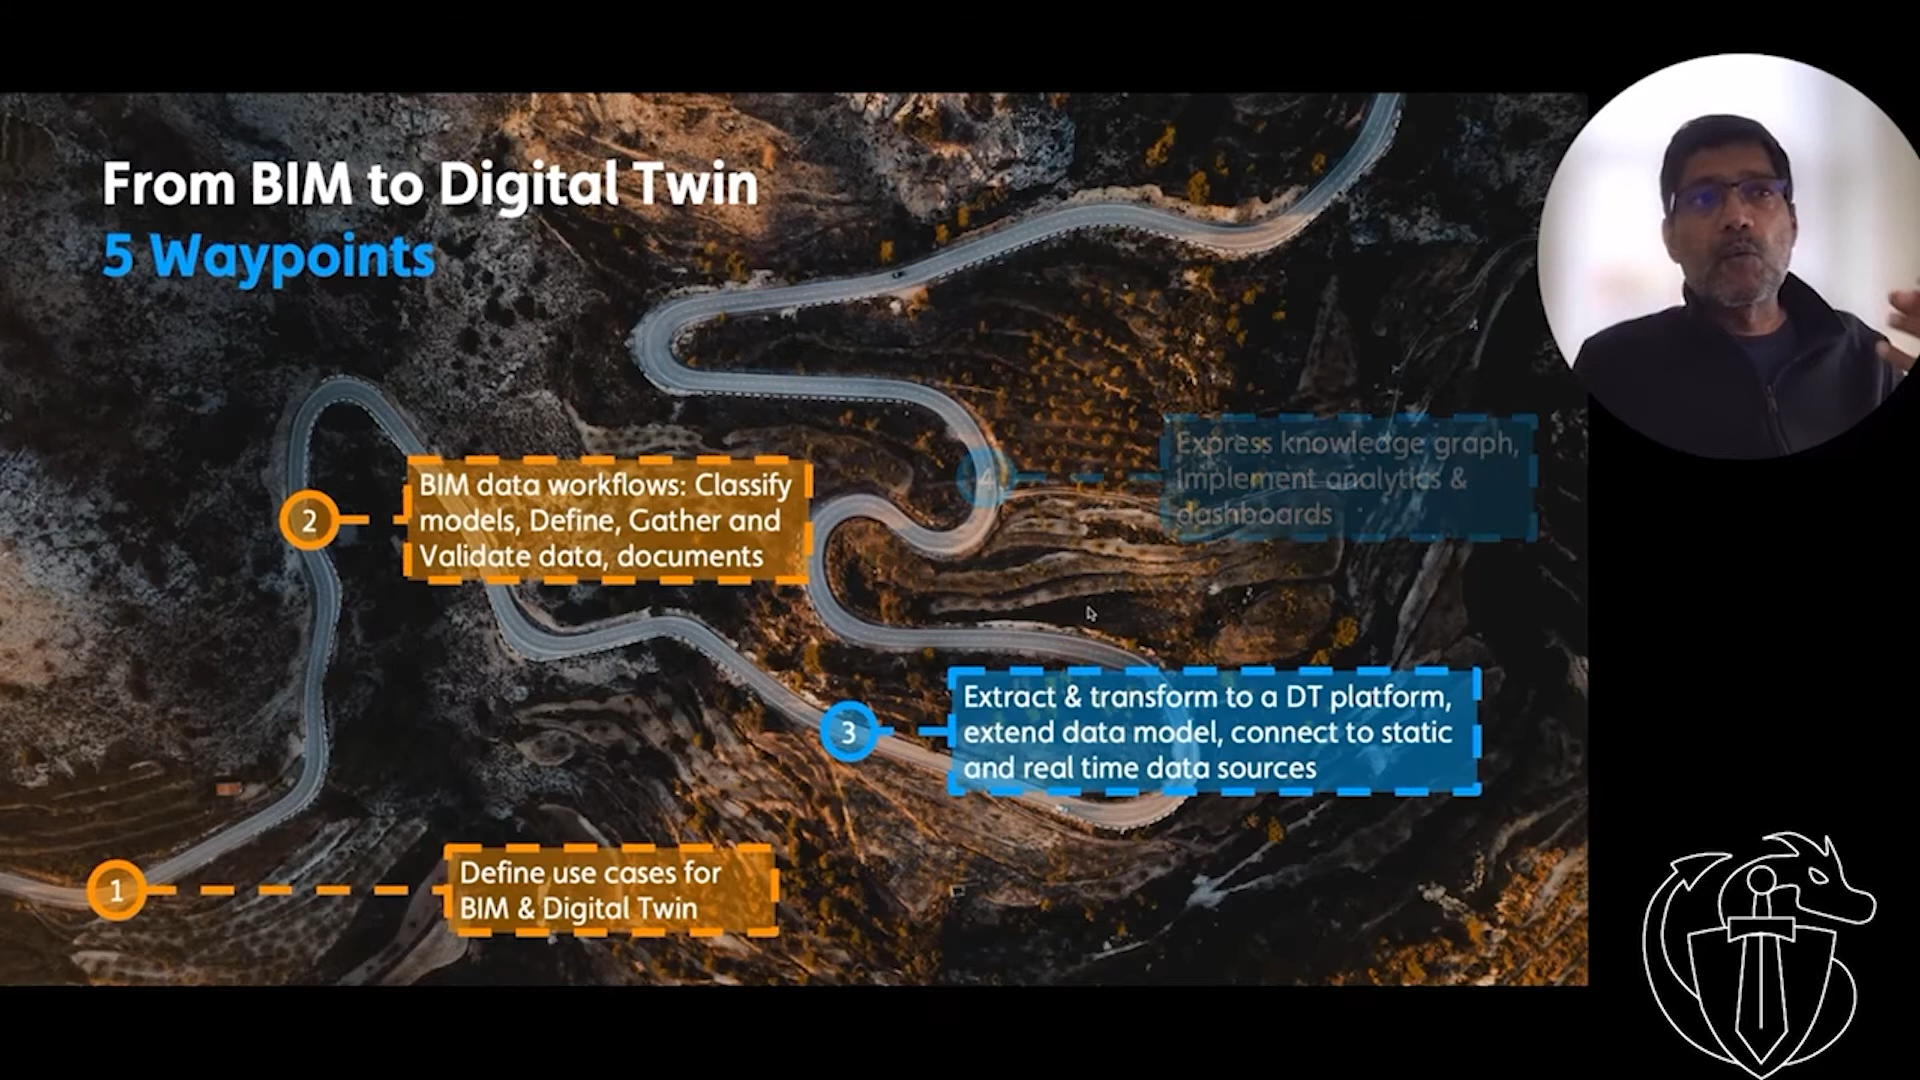 From BIM to Digital Twin
5 Waypoints
Express knowledge graph,
implement analytics &
dashboards
4
BIM data workflows: Classify
models, Define, Gather and
Validate data, documents
2
Extract & transform to a DT platform,
extend data model, connect to static
and real time data sources
3
Define use cases for
BIM & Digital Twin
1